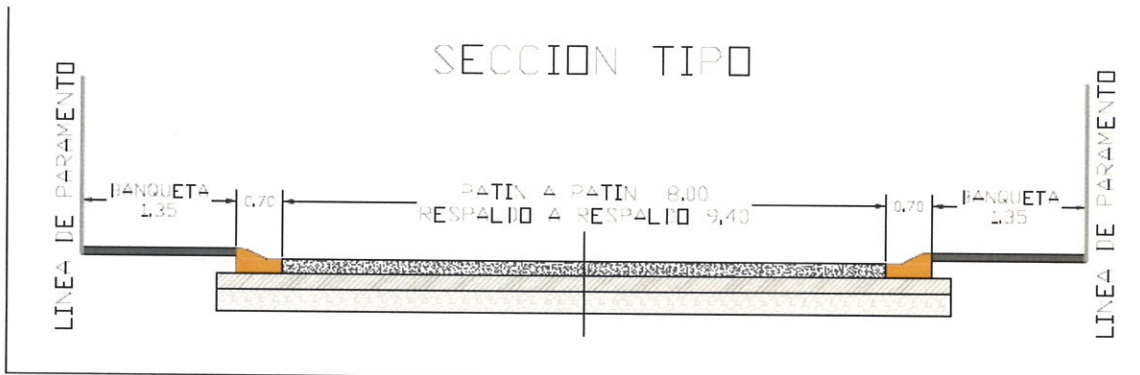 SECCION TIPO
LINEA DE PARAMENTO
BANQUETA
1.35
0.70
PATIN A PATIN 8.00
RESPALDO A RESPALDO 9.40
0.70
BANQUETA
1.35
LINEA DE PARAMENTO